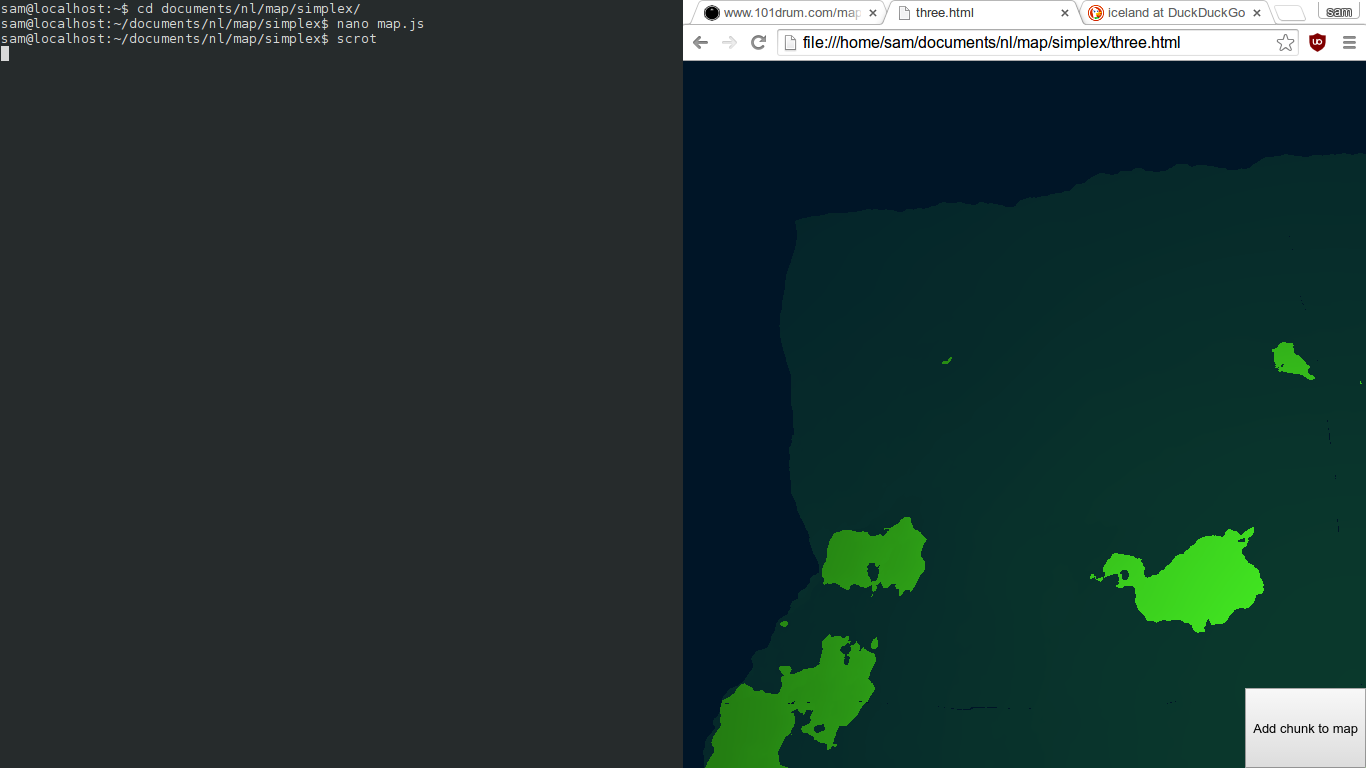 sam@localhost:~$ cd documents/nl/map/simplex/
sam@localhost:~/documents/nl/map/simplex$ nano map.js
sam@localhost:~/documents/nl/map/simplex$ scrot
www.101drum.com/map
three.html
iceland at DuckDuckGo
sam
file:///home/sam/documents/nl/map/simplex/three.html
Add chunk to map